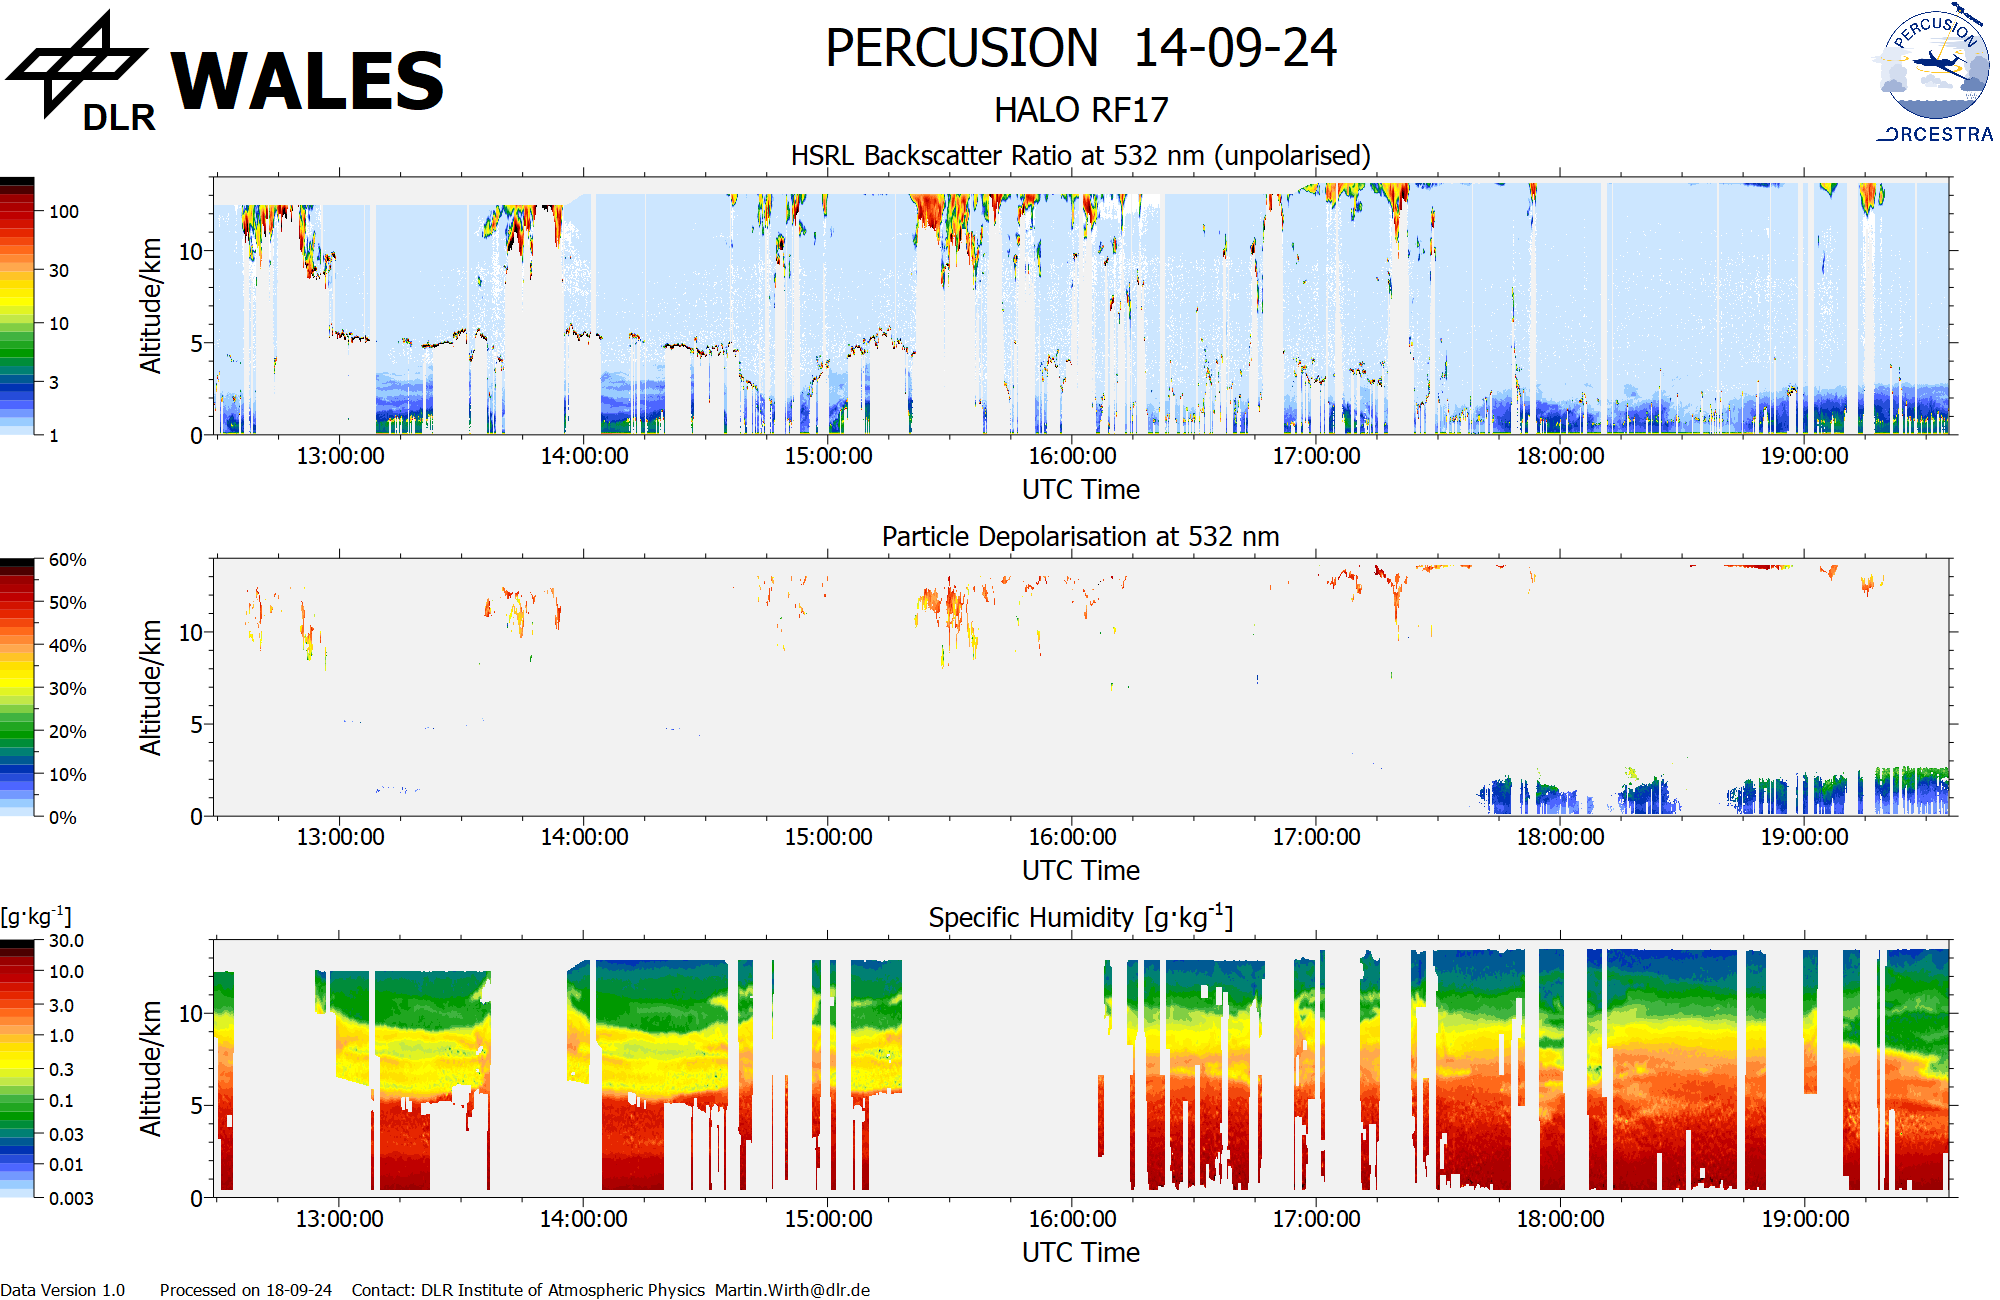 DLR
WALES
PERCUSION 14-09-24
HALO RF17
PERCUSION
ORCESTRA
HSRL Backscatter Ratio at 532 nm (unpolarised)
100
30
10
3
1
Altitude/km
10
5
0
13:00:00 14:00:00 15:00:00 16:00:00 17:00:00 18:00:00 19:00:00
UTC Time
Particle Depolarisation at 532 nm
60%
50%
40%
30%
20%
10%
0%
Altitude/km
10
5
0
13:00:00 14:00:00 15:00:00 16:00:00 17:00:00 18:00:00 19:00:00
UTC Time
[g·kg⁻¹]
Specific Humidity [g·kg⁻¹]
30.0
10.0
3.0
1.0
0.3
0.1
0.03
0.01
0.003
Altitude/km
10
5
0
13:00:00 14:00:00 15:00:00 16:00:00 17:00:00 18:00:00 19:00:00
UTC Time
Data Version 1.0 Processed on 18-09-24 Contact: DLR Institute of Atmospheric Physics Martin.Wirth@dlr.de